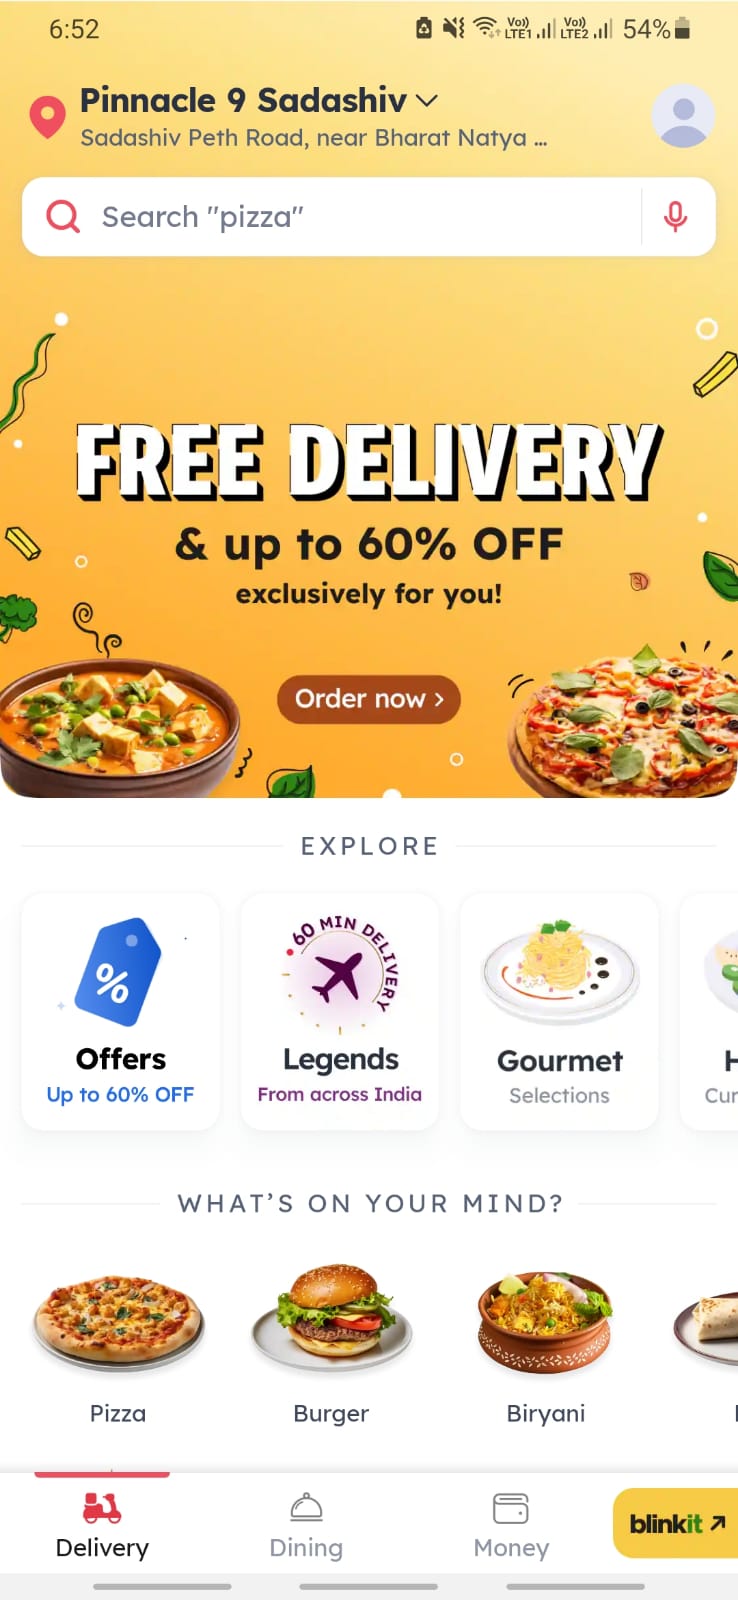 6:52
Vo)) LTE1 Vo)) LTE2 54%
Pinnacle 9 Sadashiv
Sadashiv Peth Road, near Bharat Natya ...
Search "pizza"
FREE DELIVERY
& up to 60% OFF
exclusively for you!
Order now >
EXPLORE
60 MIN DELIVERY
%
Offers
Up to 60% OFF
Legends
From across India
Gourmet
Selections
H
Cur
WHAT'S ON YOUR MIND?
Pizza
Burger
Biryani
Delivery
Dining
Money
blinkit